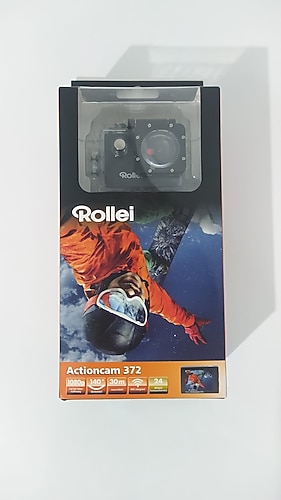 Rollei
Rollei
Actioncam 372
1080p
140°
30m
24